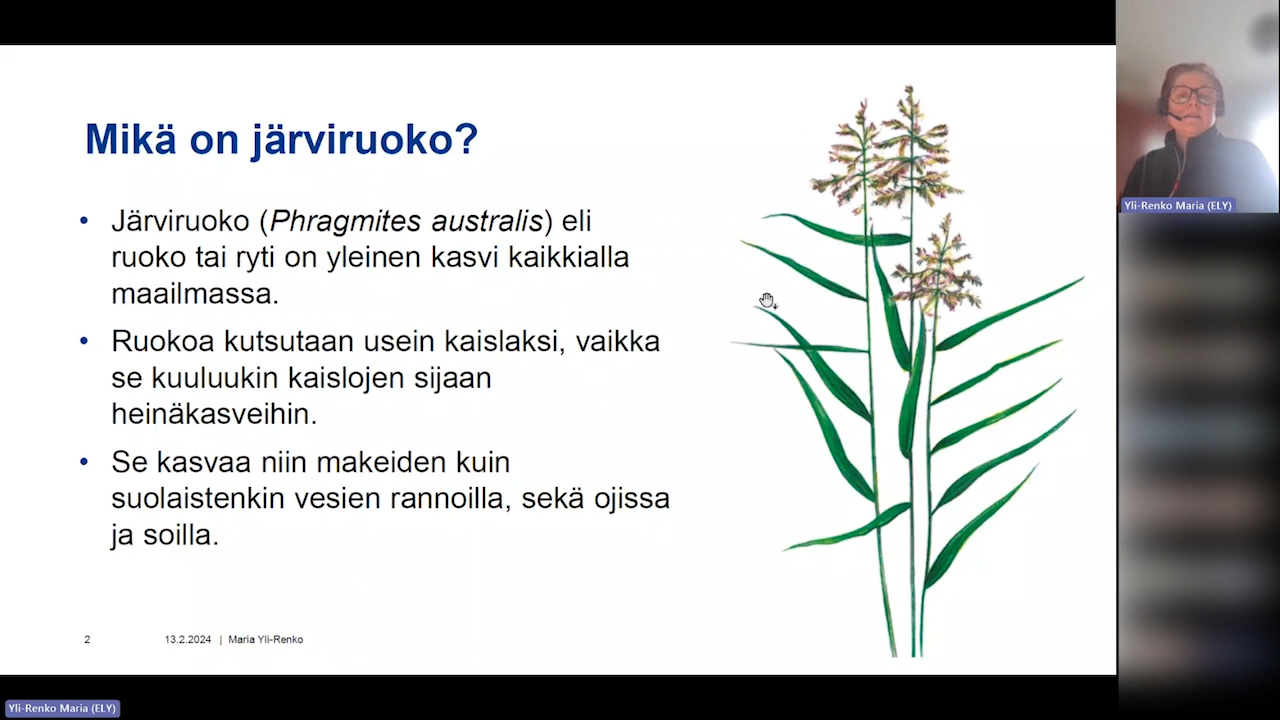 Mikä on järviruoko?
• Järviruoko (Phragmites australis) eli
ruoko tai ryti on yleinen kasvi kaikkialla
maailmassa.
• Ruokoa kutsutaan usein kaislaksi, vaikka
se kuuluukin kaislojen sijaan
heinäkasveihin.
• Se kasvaa niin makeiden kuin
suolaistenkin vesien rannoilla, sekä ojissa
ja soilla.
2 13.2.2024 | Maria Yli-Renko
Yli-Renko Maria (ELY)
Yli-Renko Maria (ELY)